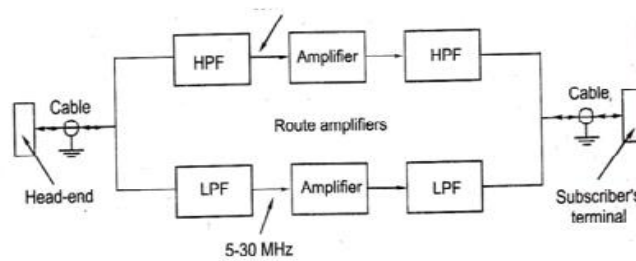 HPF
Amplifier
HPF
Cable
Cable
Route amplifiers
Head-end
LPF
Amplifier
LPF
Subscriber's
terminal
5-30 MHz